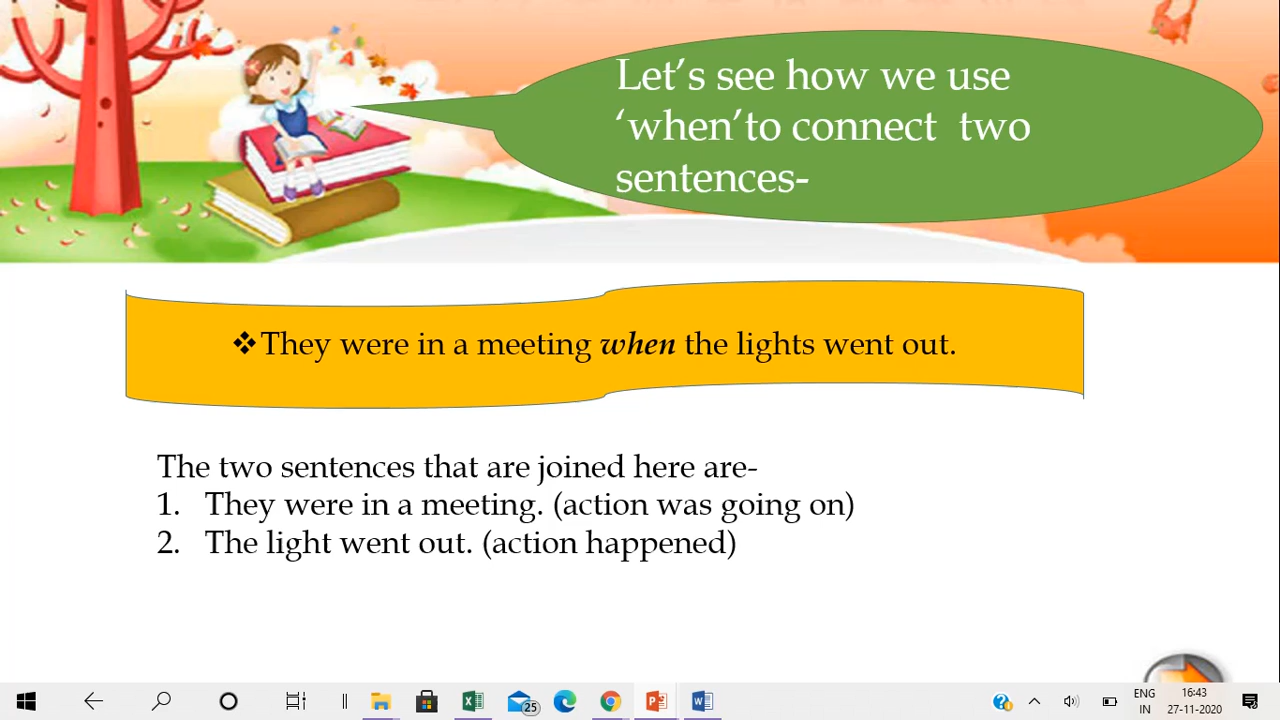 Let’s see how we use
‘when’to connect  two
sentences-
❖They were in a meeting when the lights went out.
The two sentences that are joined here are-
1. They were in a meeting. (action was going on)
2. The light went out. (action happened)
25
ENG
IN
16:43
27-11-2020